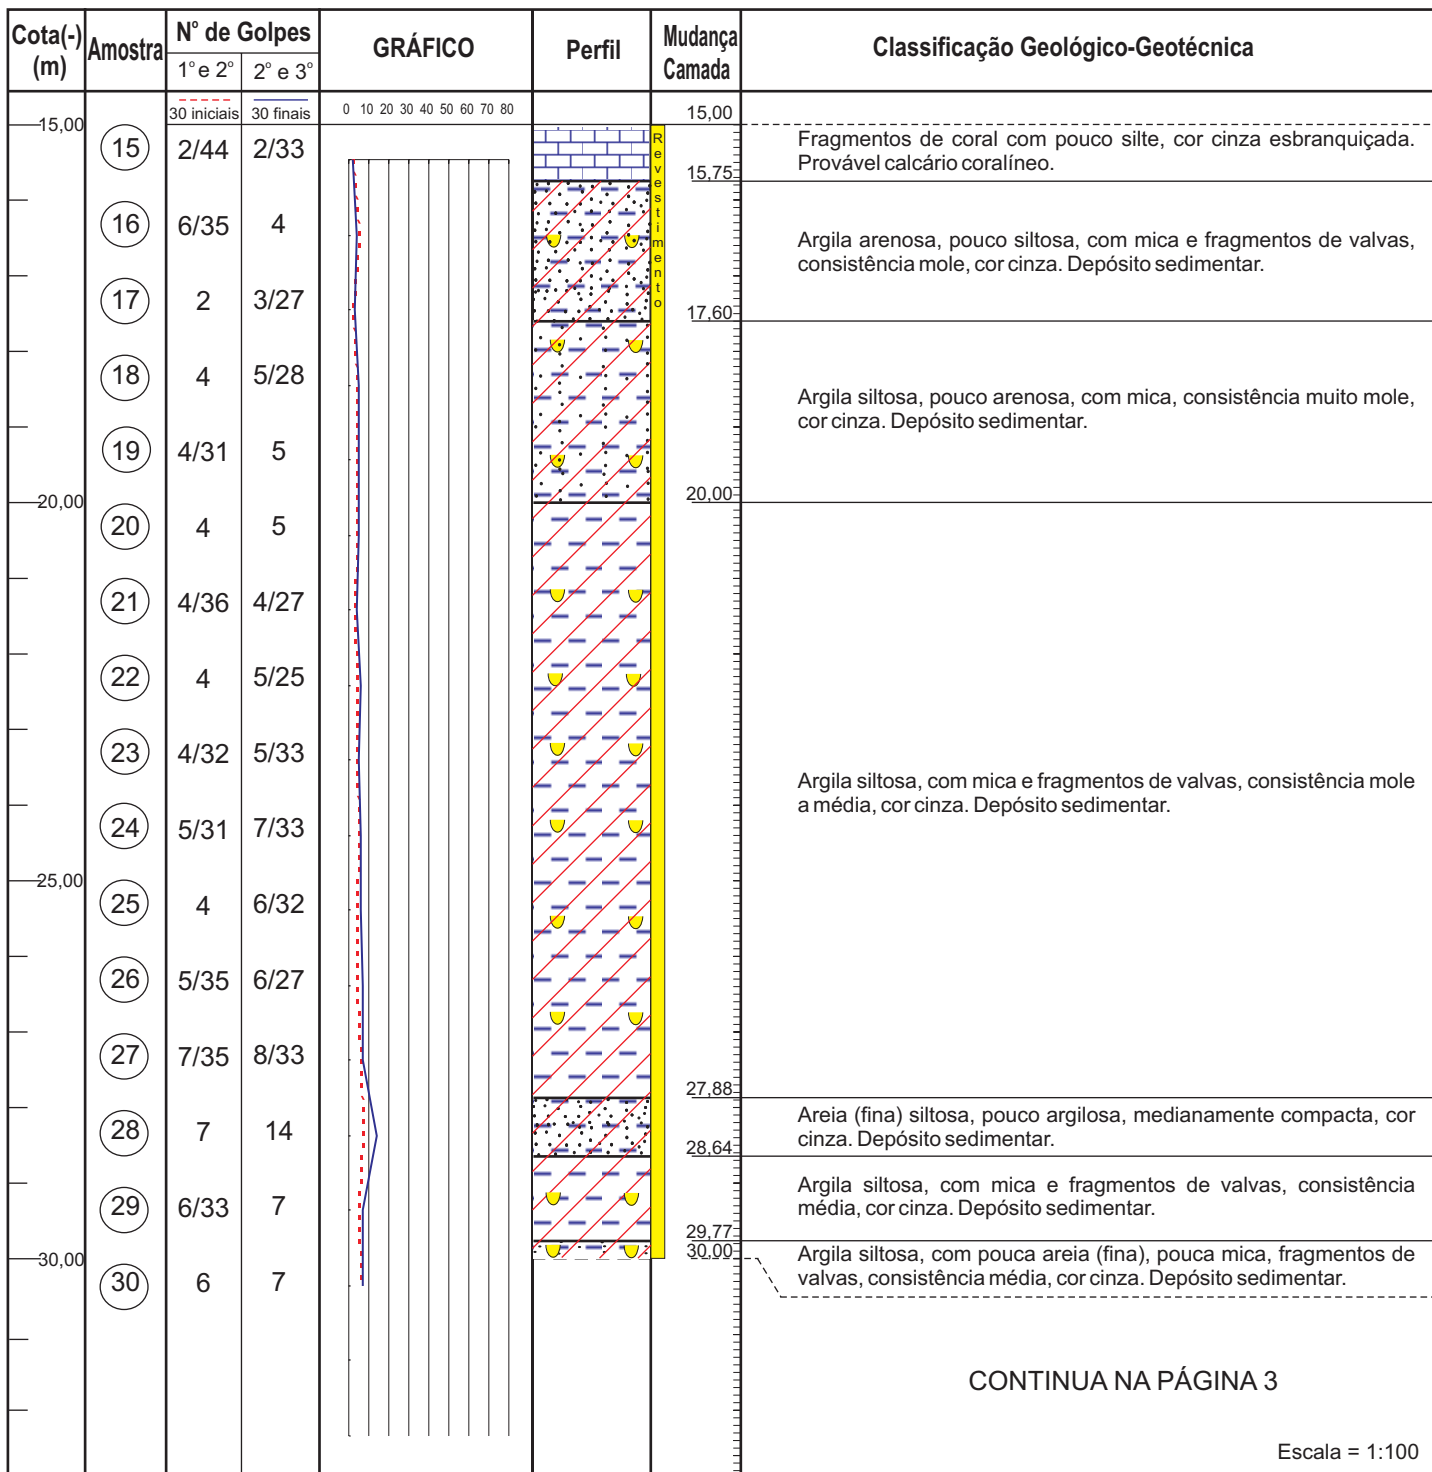 Cota(-) (m) Amostra N° de Golpes GRÁFICO Perfil Mudança Camada Classificação Geológico-Geotécnica
1° e 2° 2° e 3°
30 iniciais 30 finais 0 10 20 30 40 50 60 70 80
15,00 15,00
15 2/44 2/33
Revestimento
Fragmentos de coral com pouco silte, cor cinza esbranquiçada.
Provável calcário coralíneo.
15,75
16 6/35 4
Argila arenosa, pouco siltosa, com mica e fragmentos de valvas,
consistência mole, cor cinza. Depósito sedimentar.
17 2 3/27
17,60
18 4 5/28
Argila siltosa, pouco arenosa, com mica, consistência muito mole,
cor cinza. Depósito sedimentar.
19 4/31 5
20,00 20,00
20 4 5
21 4/36 4/27
22 4 5/25
23 4/32 5/33
Argila siltosa, com mica e fragmentos de valvas, consistência mole
a média, cor cinza. Depósito sedimentar.
24 5/31 7/33
25,00
25 4 6/32
26 5/35 6/27
27 7/35 8/33
27,88
28 7 14
Areia (fina) siltosa, pouco argilosa, medianamente compacta, cor
cinza. Depósito sedimentar.
28,64
29 6/33 7
Argila siltosa, com mica e fragmentos de valvas, consistência
média, cor cinza. Depósito sedimentar.
29,77
30,00 30,00
Argila siltosa, com pouca areia (fina), pouca mica, fragmentos de
valvas, consistência média, cor cinza. Depósito sedimentar.
30 6 7
CONTINUA NA PÁGINA 3
Escala = 1:100